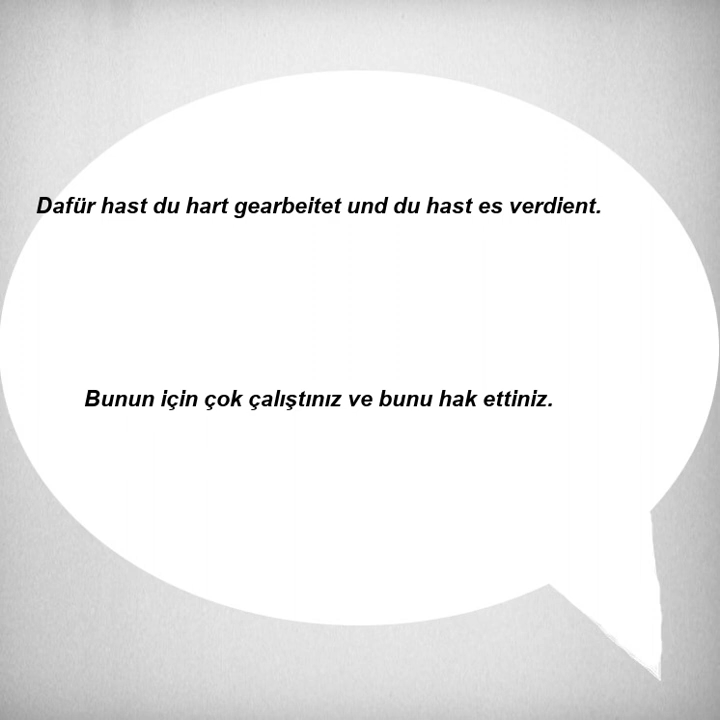 Dafür hast du hart gearbeitet und du hast es verdient.
Bunun için çok çalıştınız ve bunu hak ettiniz.